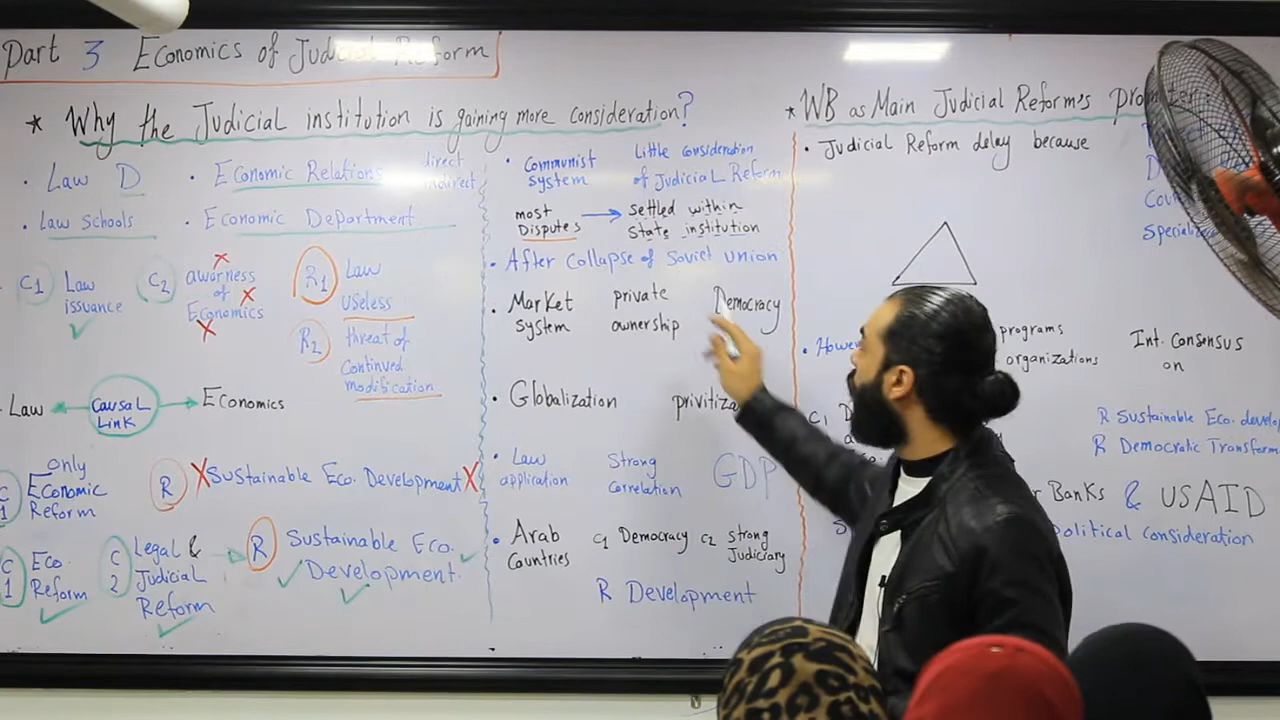 Part 3 Economics of Judicial Reform
* Why the Judicial institution is gaining more consideration?
• Law D • Economic Relations direct
indirect
• Law schools • Economic Department
C1 Law issuance
C2 awarness of Economics
R1 Law useless
R2 threat of Continued modification
Law Causal Link Economics
C1 Only Economic Reform
R X Sustainable Eco. Development X
C1 Eco. Reform
C2 Legal & Judicial Reform
R Sustainable Eco. Development.
• Communist system Little consideration of Judicial Reform
most Disputes → settled within State institution
• After collapse of Soviet union
• Market system private ownership Democracy
• Globalization
• Law application Strong Correlation GDP
• Arab Countries C1 Democracy C2 Strong Judiciary
R Development
* WB as Main Judicial Reform's
• Judicial Reform delay because
programs
organizations
Int. Consensus
on
C1
R Sustainable Eco.
R Democratic
Banks & USAID
Political consideration